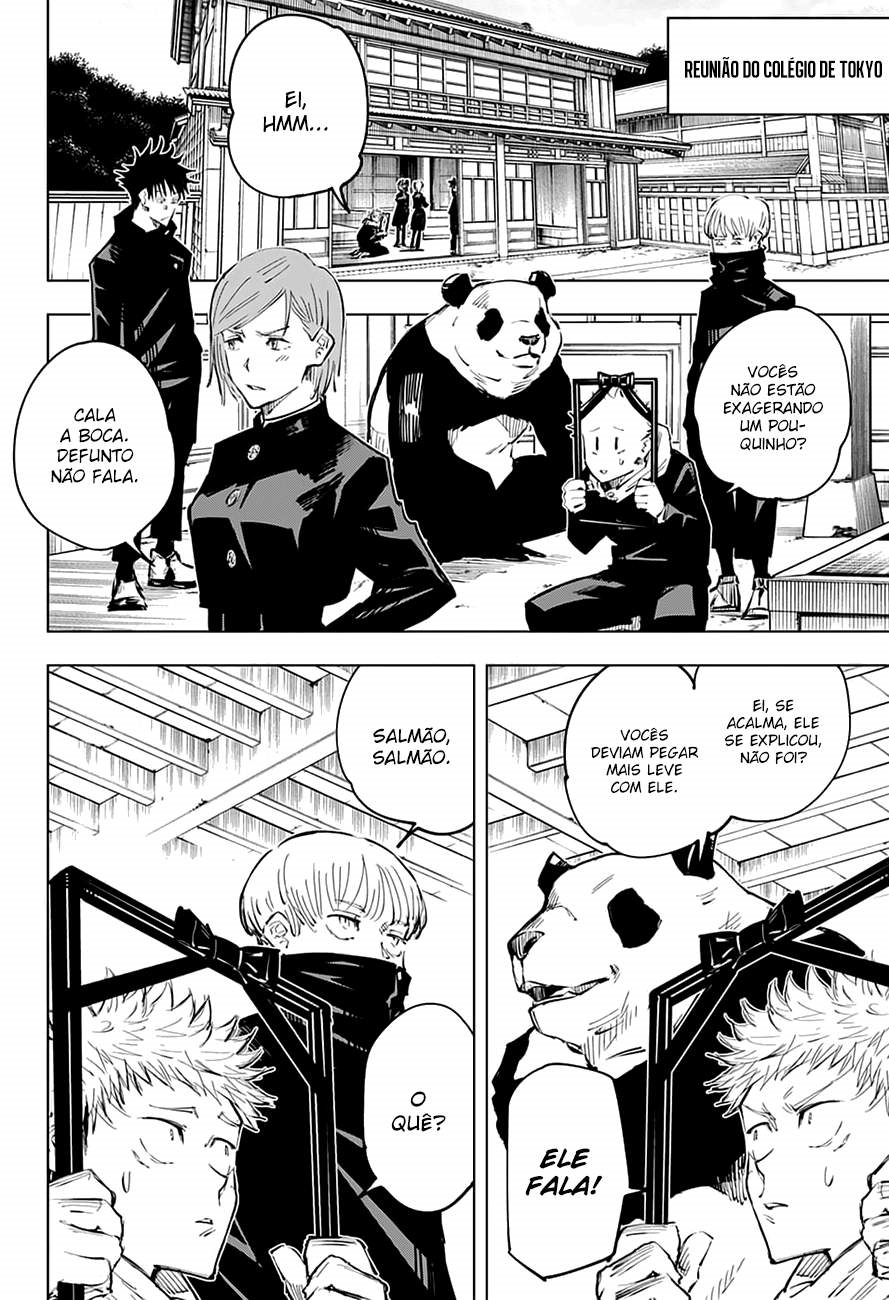 REUNIÃO DO COLÉGIO DE TOKYO
EI,
HMM...
VOCÊS
NÃO ESTÃO
EXAGERANDO
UM POU-
QUINHO?
CALA
A BOCA.
DEFUNTO
NÃO FALA.
EI, SE
ACALMA, ELE
SE EXPLICOU,
NÃO FOI?
VOCÊS
DEVIAM PEGAR
MAIS LEVE
COM ELE.
ELE
FALA!
SALMÃO,
SALMÃO.
O
QUÊ?